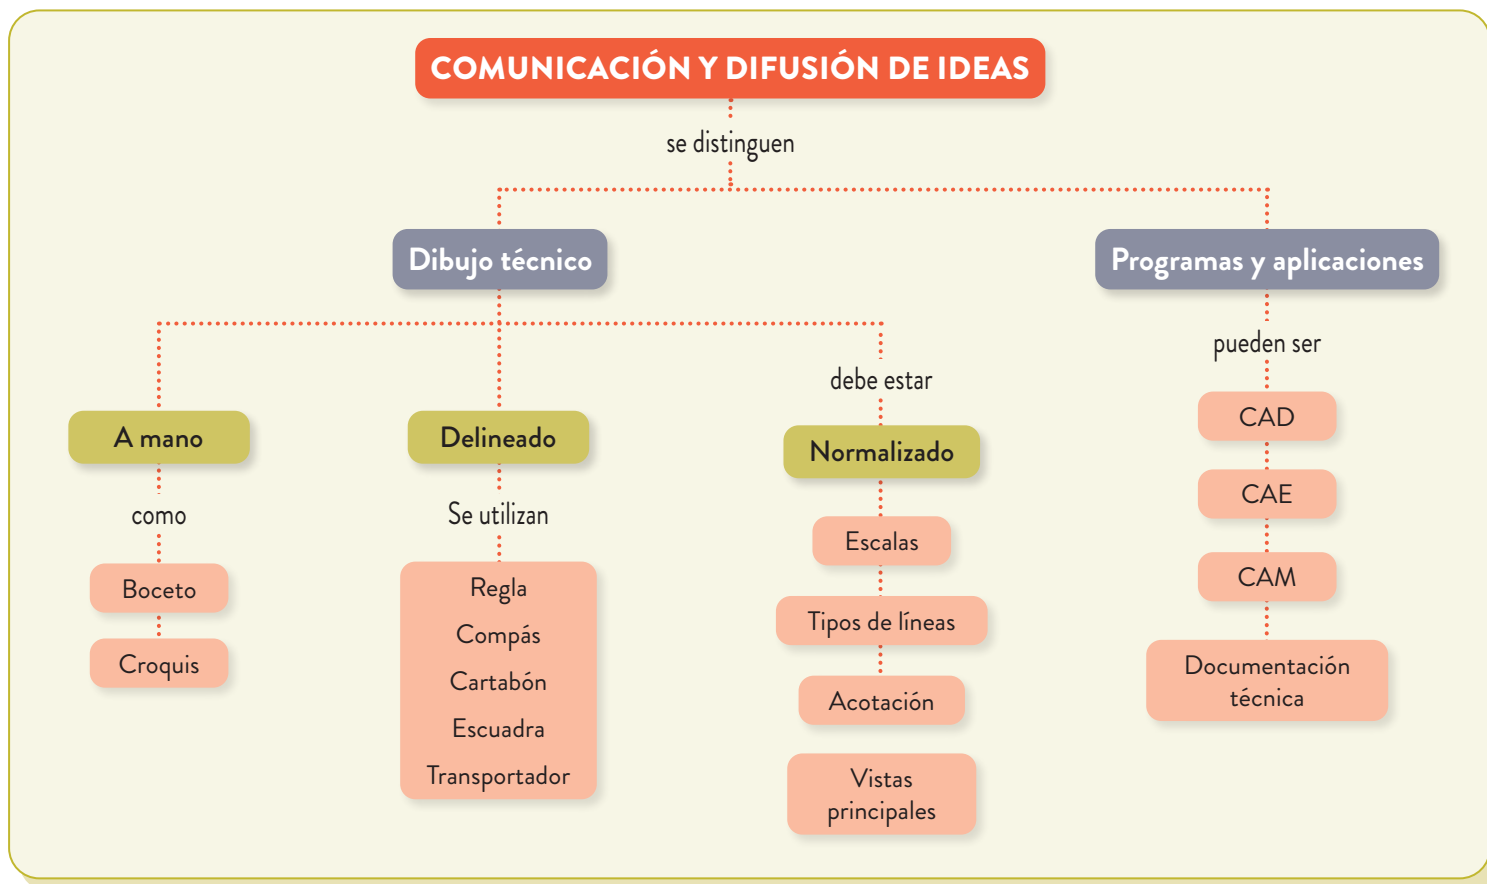 COMUNICACIÓN Y DIFUSIÓN DE IDEAS
se distinguen
Dibujo técnico
Programas y aplicaciones
A mano
como
Boceto
Croquis
Delineado
Se utilizan
Regla
Compás
Cartabón
Escuadra
Transportador
debe estar
Normalizado
Escalas
Tipos de líneas
Acotación
Vistas
principales
pueden ser
CAD
CAE
CAM
Documentación
técnica